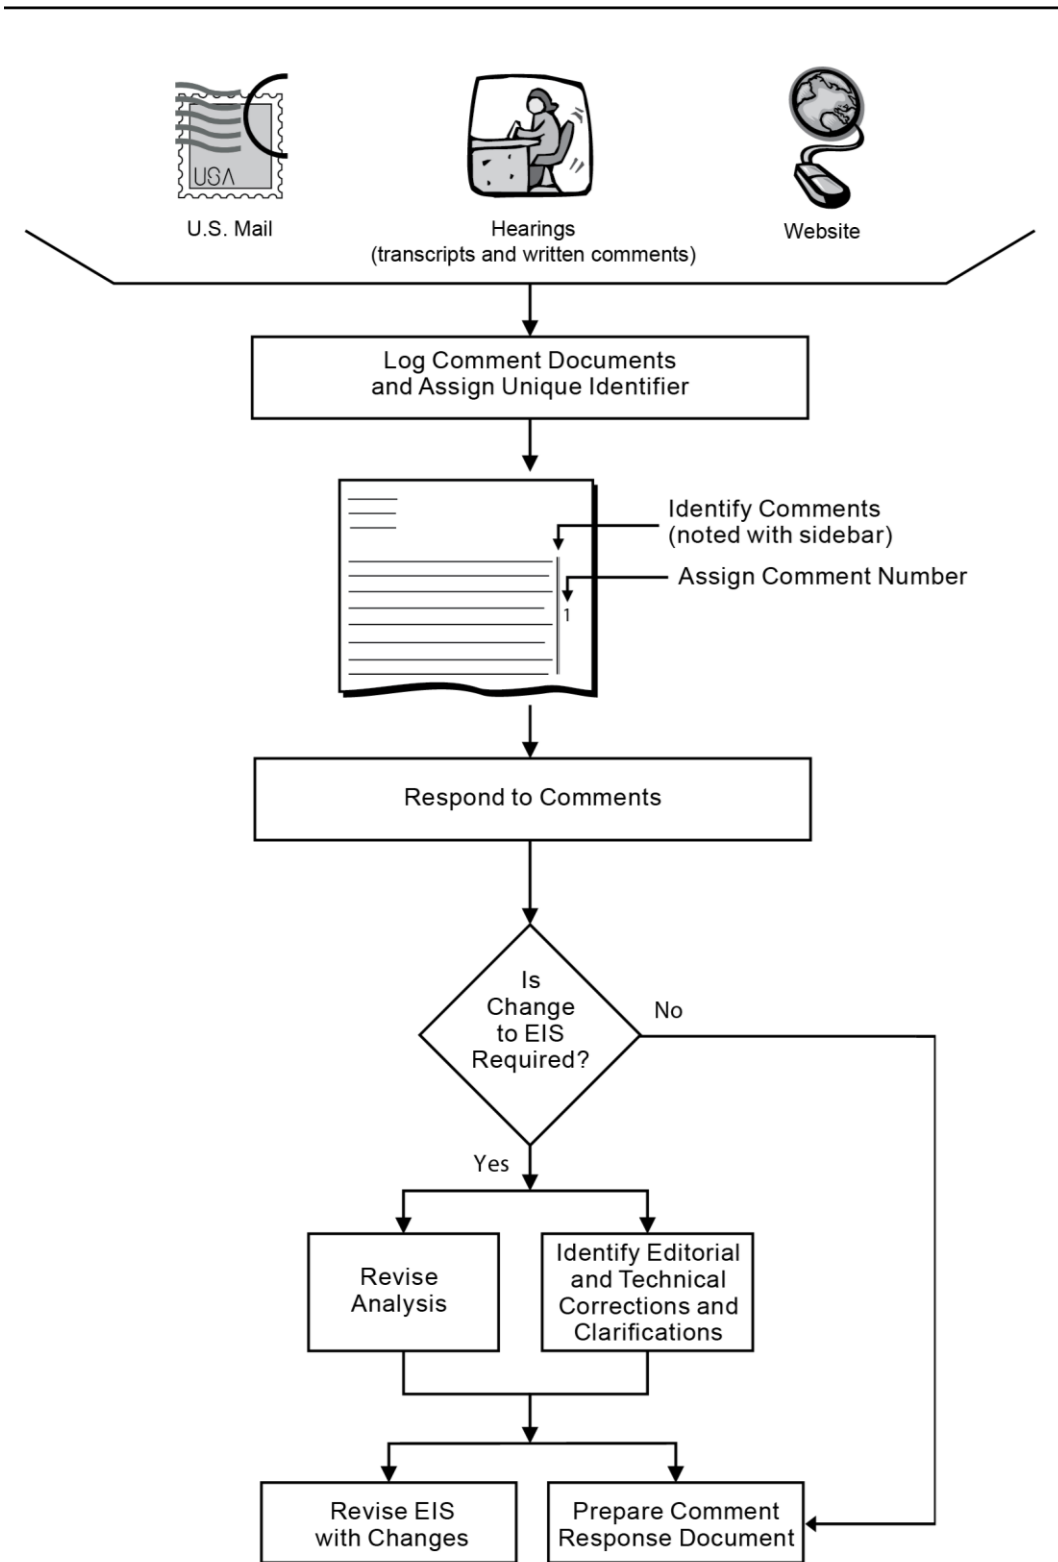 USA
U.S. Mail
Hearings
(transcripts and written comments)
Website
Log Comment Documents
and Assign Unique Identifier
Identify Comments
(noted with sidebar)
Assign Comment Number
1
Respond to Comments
Is
Change
to EIS
Required?
No
Yes
Revise
Analysis
Identify Editorial
and Technical
Corrections and
Clarifications
Revise EIS
with Changes
Prepare Comment
Response Document